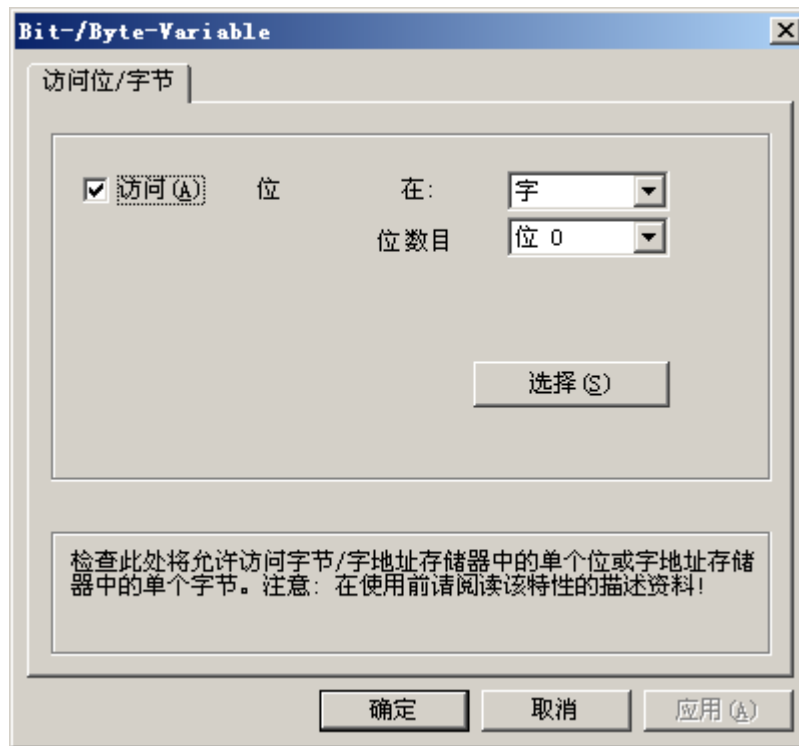 Bit-/Byte-Variable
访问位/字节
访问(A) 位 在: 字
位数目 位 0
选择(S)
检查此处将允许访问字节/字地址存储器中的单个位或字地址存储
器中的单个字节。注意: 在使用前请阅读该特性的描述资料!
确定 取消 应用(A)